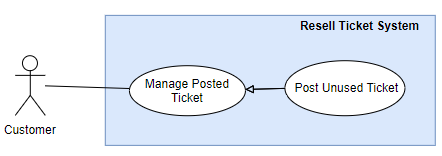 Resell Ticket System
Manage Posted
Ticket
Post Unused Ticket
Customer